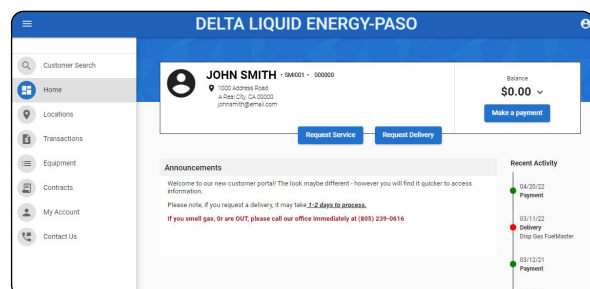 DELTA LIQUID ENERGY-PASO
Customer Search
Home
Locations
Transactions
Equipment
Contracts
My Account
Contact Us
JOHN SMITH · SMI001 · 000000
1000 Address Road
A Real City, CA 00000
johnsmith@email.com
Balance
$0.00
Make a payment
Request Service
Request Delivery
Announcements
Welcome to our new customer portal! The look maybe different - however you will find it quicker to access
information.
Please note, if you request a delivery, it may take 1-2 days to process.
If you smell gas, 0r are OUT, please call our office immediately at (805) 239-0616
Recent Activity
04/20/22
Payment
03/11/22
Delivery
Disp Gas FuelMaster
03/12/21
Payment